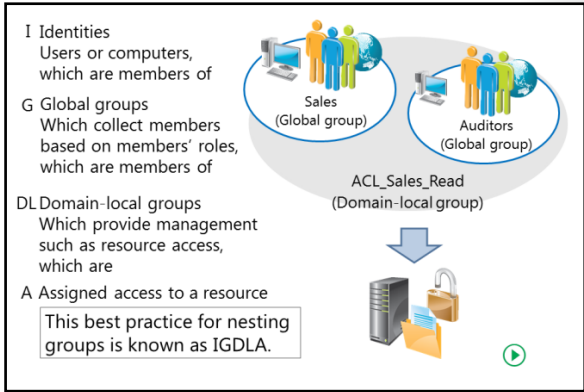 I Identities
Users or computers,
which are members of
G Global groups
Which collect members
based on members' roles,
which are members of
DL Domain-local groups
Which provide management
such as resource access,
which are
A Assigned access to a resource
This best practice for nesting
groups is known as IGDLA.
Sales
(Global group)
Auditors
(Global group)
ACL_Sales_Read
(Domain-local group)